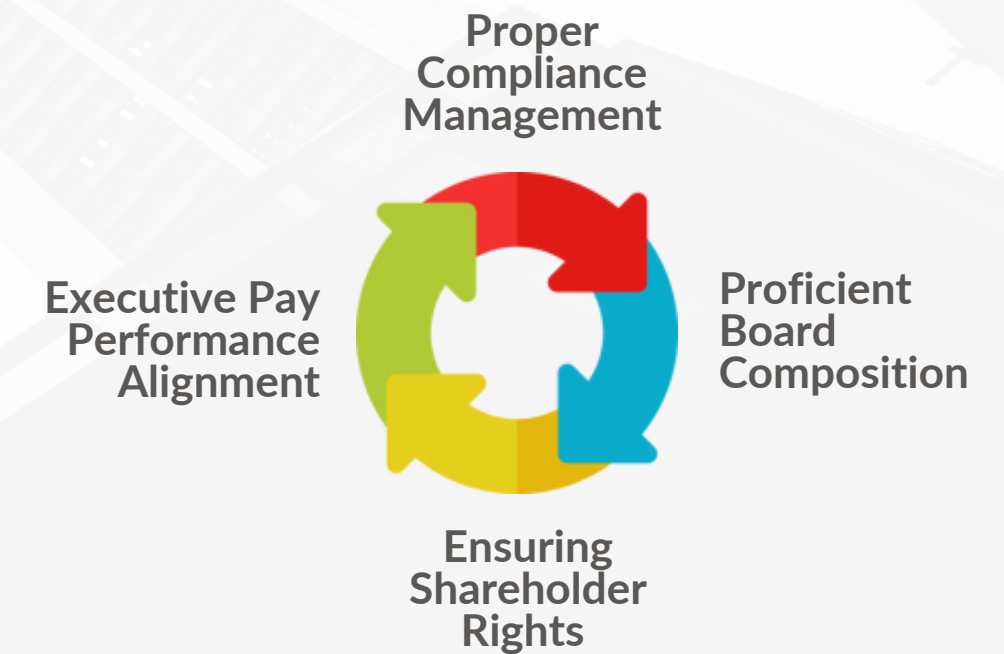 Proper
Compliance
Management
Executive Pay
Performance
Alignment
Proficient
Board
Composition
Ensuring
Shareholder
Rights